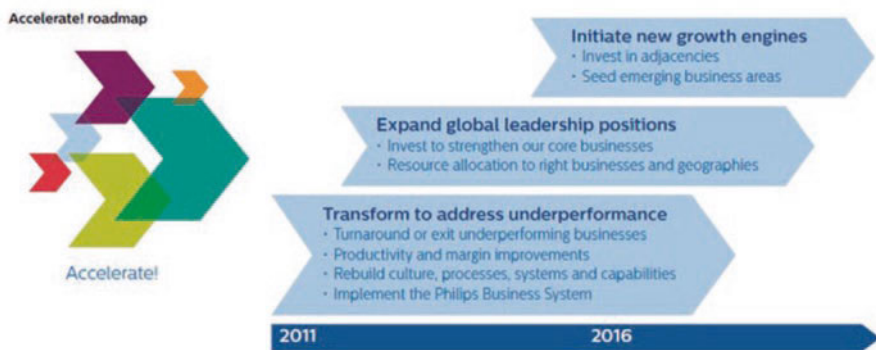 Accelerate! roadmap
Initiate new growth engines
· Invest in adjacencies
· Seed emerging business areas
Expand global leadership positions
· Invest to strengthen our core businesses
· Resource allocation to right businesses and geographies
Transform to address underperformance
· Turnaround or exit underperforming businesses
· Productivity and margin improvements
· Rebuild culture, processes, systems and capabilities
· Implement the Philips Business System
Accelerate!
2011 2016